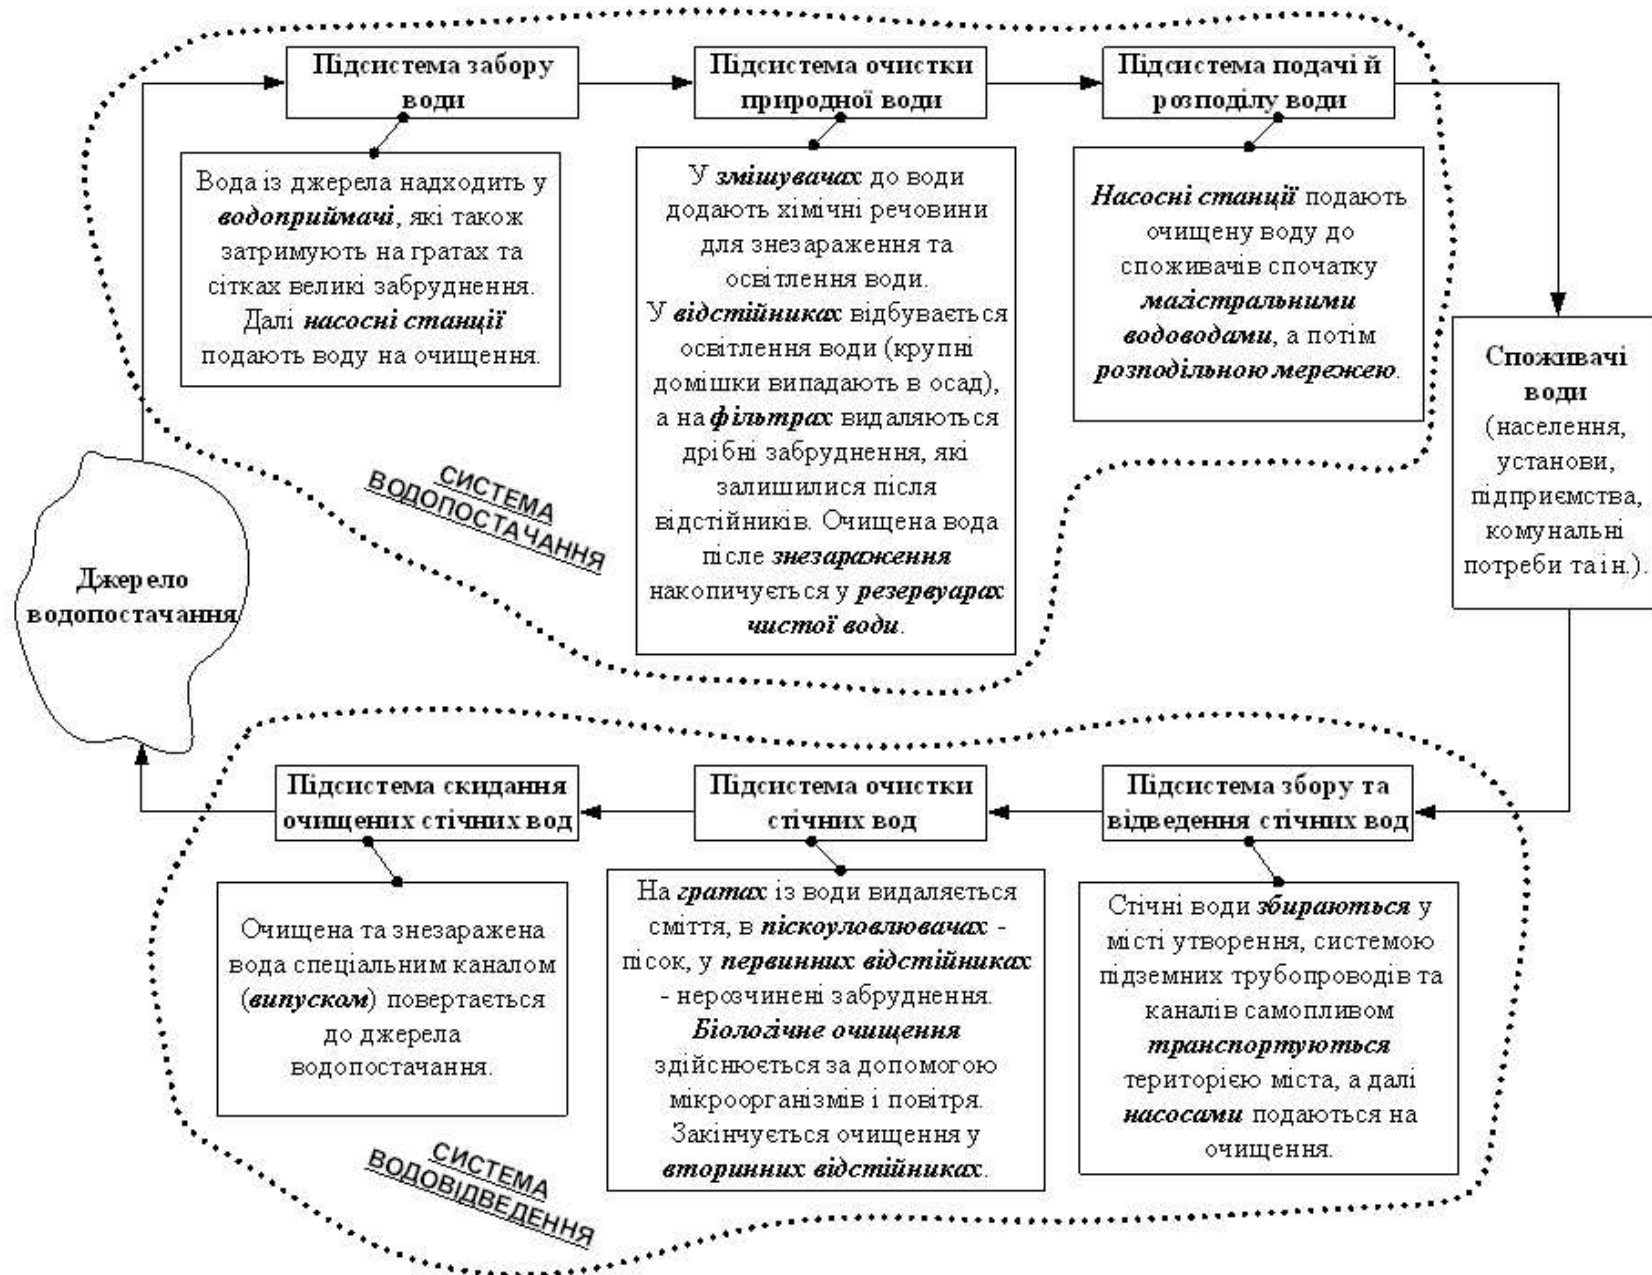 Підсистема забору
води
Підсистема очистки
природної води
Підсистема подачі й
розподілу води
Вода із джерела надходить у
водоприймачі, які також
затримують на гратах та
сітках великі забруднення.
Далі насосні станції
подають воду на очищення.
У змішувачах до води
додають хімічні речовини
для знезараження та
освітлення води.
У відстійниках відбувається
освітлення води (крупні
домішки випадають в осад),
а на фільтрах видаляються
дрібні забруднення, які
залишилися після
відстійників. Очищена вода
після знезараження
накопичується у резервуарах
чистої води.
Насосні станції подають
очищену воду до
споживачів спочатку
магістральними
водоводами, а потім
розподільною мережею.
Споживачі
води
(населення,
установи,
підприємства,
комунальні
потреби та ін.).
СИСТЕМА
ВОДОПОСТАЧАННЯ
Джерело
водопостачання
Підсистема скидання
очищених стічних вод
Підсистема очистки
стічних вод
Підсистема збору та
відведення стічних вод
Очищена та знезаражена
вода спеціальним каналом
(випуском) повертається
до джерела
водопостачання.
На гратах із води видаляється
сміття, в піскоуловлювачах -
пісок, у первинних відстійниках
- нерозчинені забруднення.
Біологічне очищення
здійснюється за допомогою
мікроорганізмів і повітря.
Закінчується очищення у
вторинних відстійниках.
Стічні води збираються у
місті утворення, системою
підземних трубопроводів та
каналів самопливом
транспортуються
територією міста, а далі
насосами подаються на
очищення.
СИСТЕМА
ВОДОВІДВЕДЕННЯ